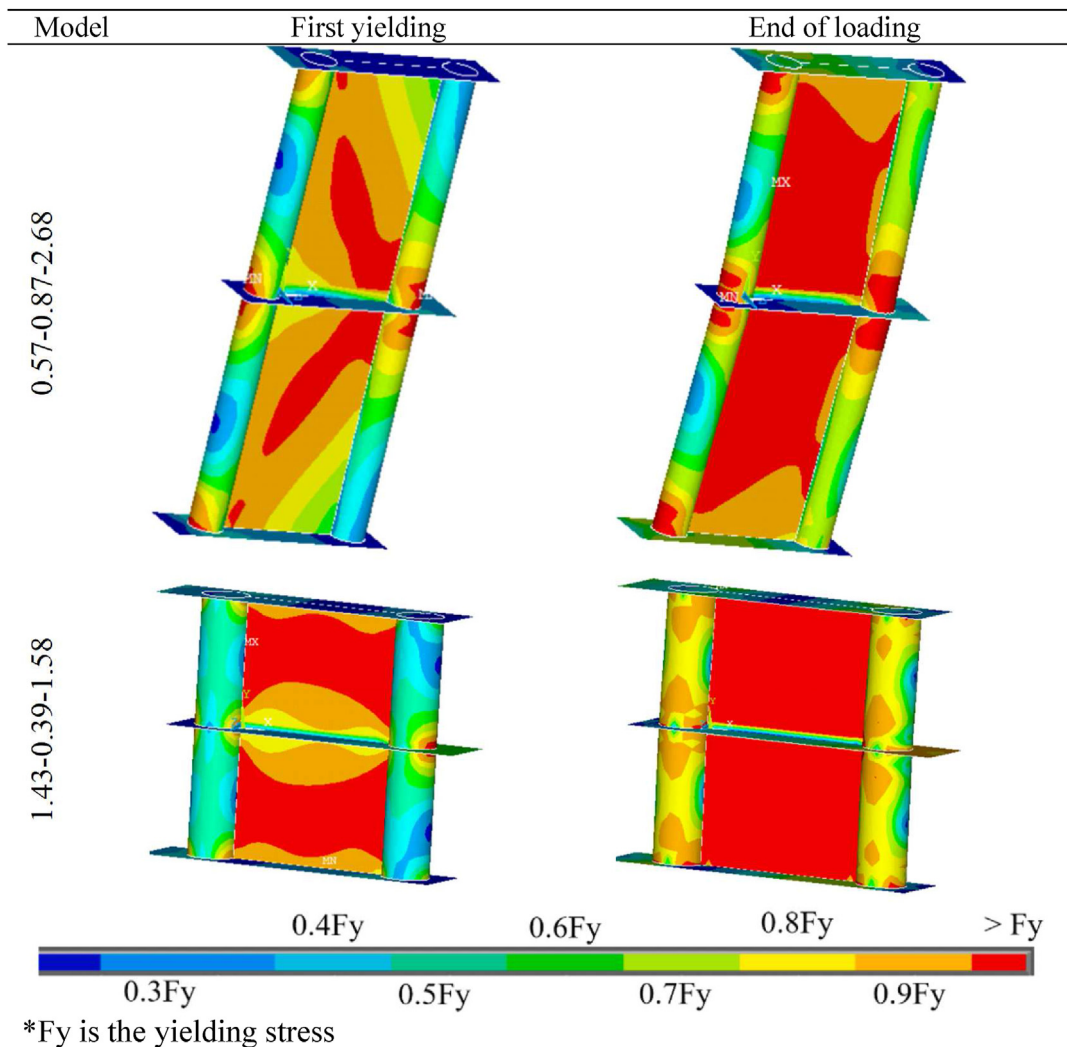 Model First yielding End of loading
0.57-0.87-2.68
MX
MN
X
MN
X
1.43-0.39-1.58
MX
Y
X
MN
Y
X
0.4Fy 0.6Fy 0.8Fy > Fy
0.3Fy 0.5Fy 0.7Fy 0.9Fy
*Fy is the yielding stress